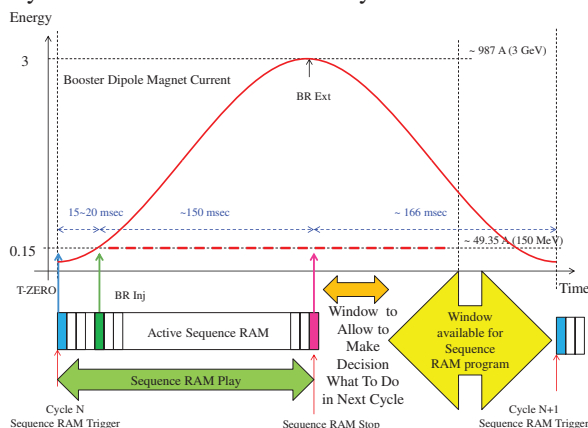 Energy
3
~ 987 A (3 GeV)
Booster Dipole Magnet Current
BR Ext
15~20 msec
~150 msec
~ 166 msec
0.15
~ 49.35 A (150 MeV)
T-ZERO
Time
BR Inj
Active Sequence RAM
Window to
Allow to
Make
Decision
What To Do
in Next Cycle
Window
available for
Sequence
RAM program
Sequence RAM Play
Cycle N
Sequence RAM Trigger
Sequence RAM Stop
Cycle N+1
Sequence RAM Trigger